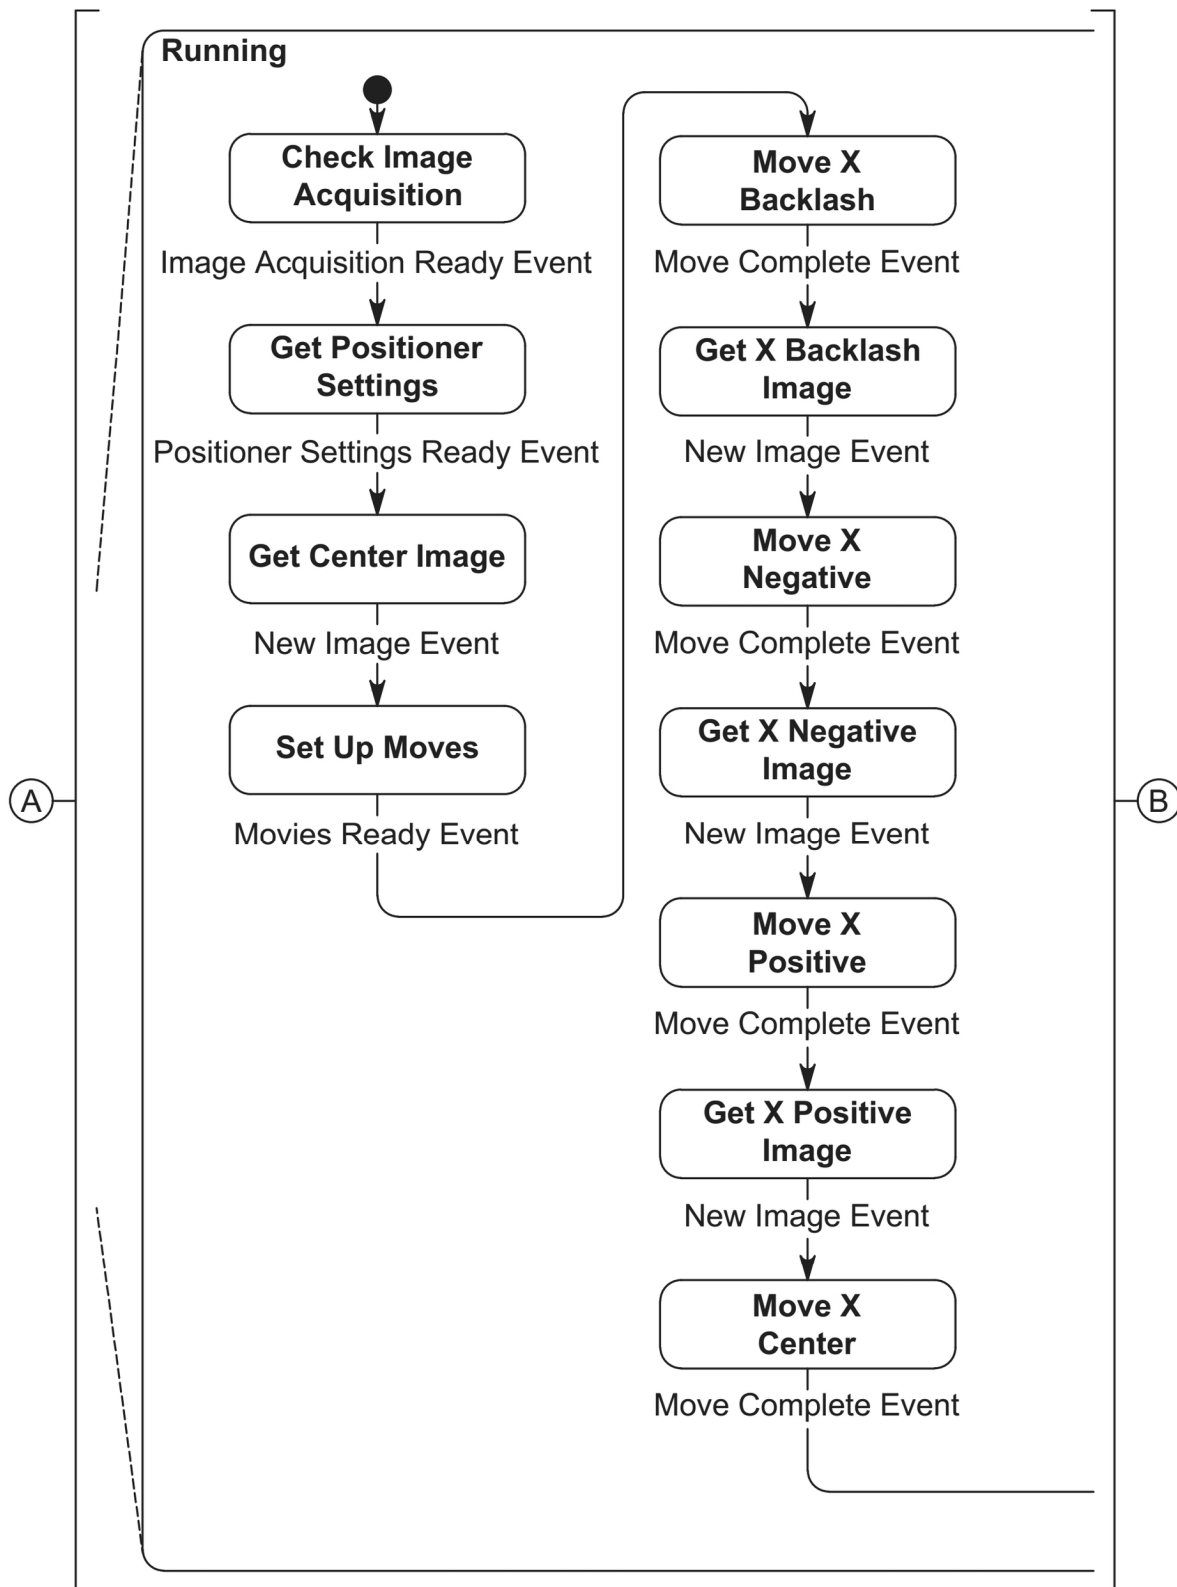 Running
Check Image
Acquisition
Image Acquisition Ready Event
Get Positioner
Settings
Positioner Settings Ready Event
Get Center Image
New Image Event
Set Up Moves
Movies Ready Event
Move X
Backlash
Move Complete Event
Get X Backlash
Image
New Image Event
Move X
Negative
Move Complete Event
Get X Negative
Image
New Image Event
Move X
Positive
Move Complete Event
Get X Positive
Image
New Image Event
Move X
Center
Move Complete Event
A
B